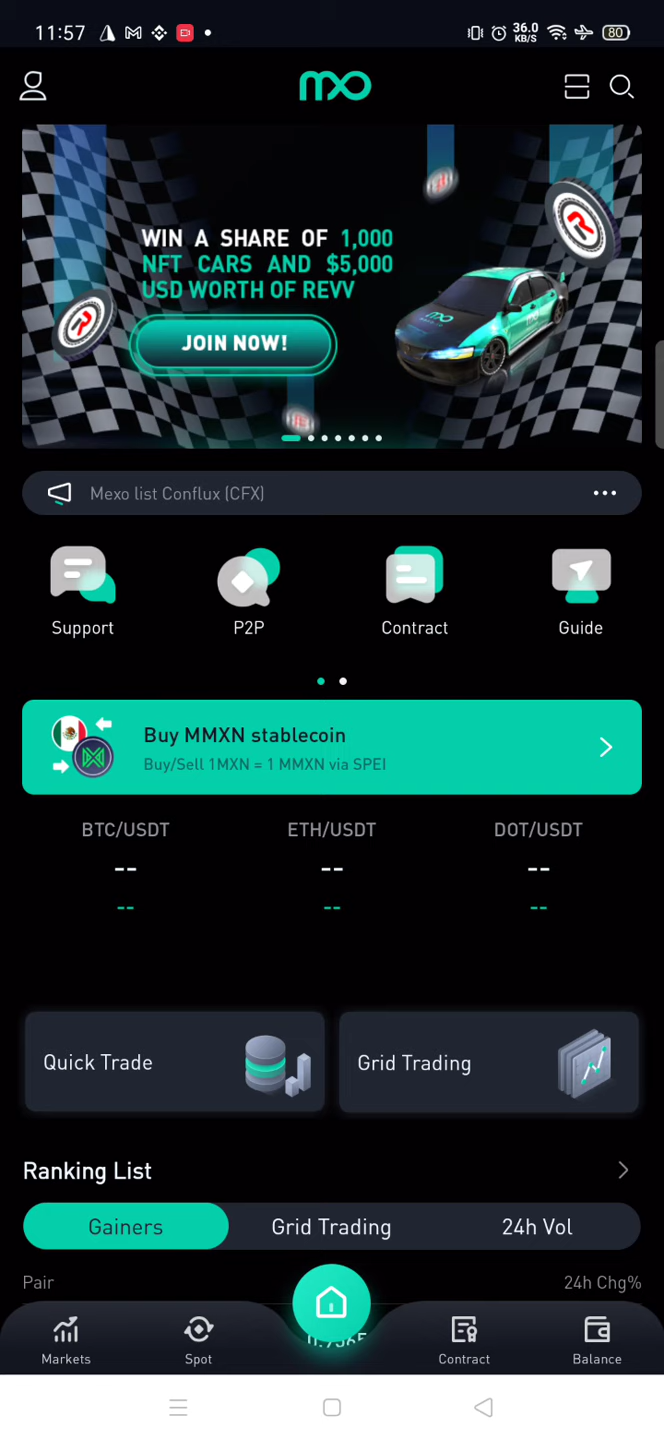 11:57
36.0
KB/S
80
mxo
WIN A SHARE OF 1,000
NFT CARS AND $5,000
USD WORTH OF REVV
JOIN NOW!
Mexo list Conflux (CFX)
Support
P2P
Contract
Guide
Buy MMXN stablecoin
Buy/Sell 1MXN = 1 MMXN via SPEI
BTC/USDT
ETH/USDT
DOT/USDT
--
--
--
--
--
--
Quick Trade
Grid Trading
Ranking List
Gainers
Grid Trading
24h Vol
Pair
24h Chg%
Markets
Spot
Contract
Balance